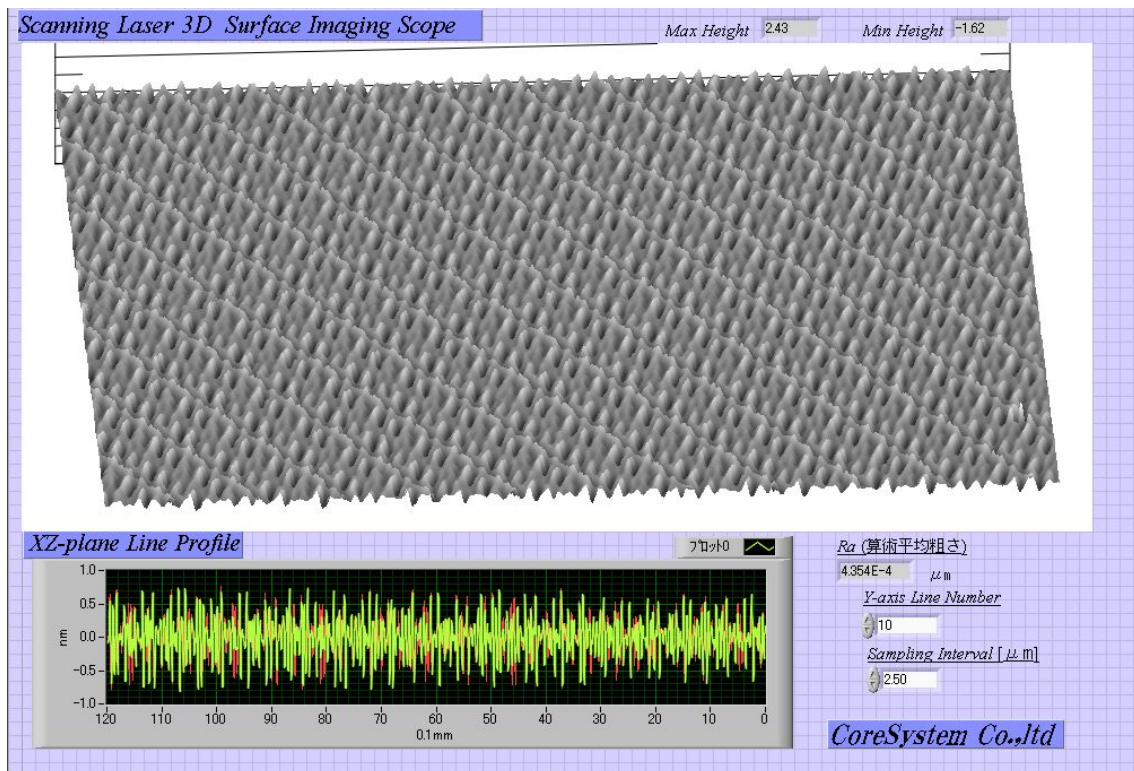 Scanning Laser 3D Surface Imaging Scope
Max Height 2.43 Min Height -1.62
XZ-plane Line Profile
プロット0
1.0
0.5
0.0
-0.5
-1.0
nm
120 110 100 90 80 70 60 50 40 30 20 10 0
0.1mm
Ra (算術平均粗さ)
4.354E-4 μm
Y-axis Line Number
10
Sampling Interval [μm]
2.50
CoreSystem Co.,ltd